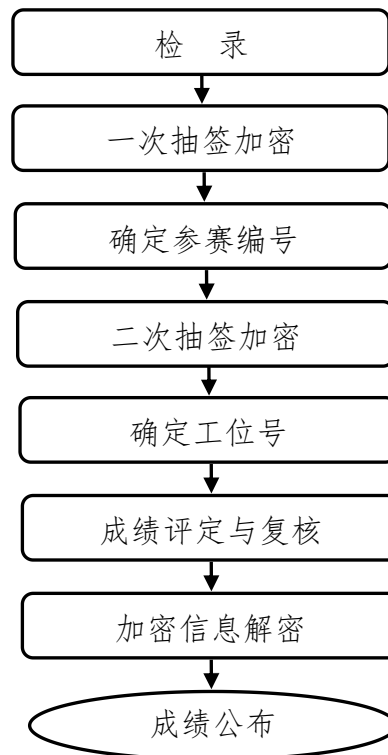 检　录
一次抽签加密
确定参赛编号
二次抽签加密
确定工位号
成绩评定与复核
加密信息解密
成绩公布